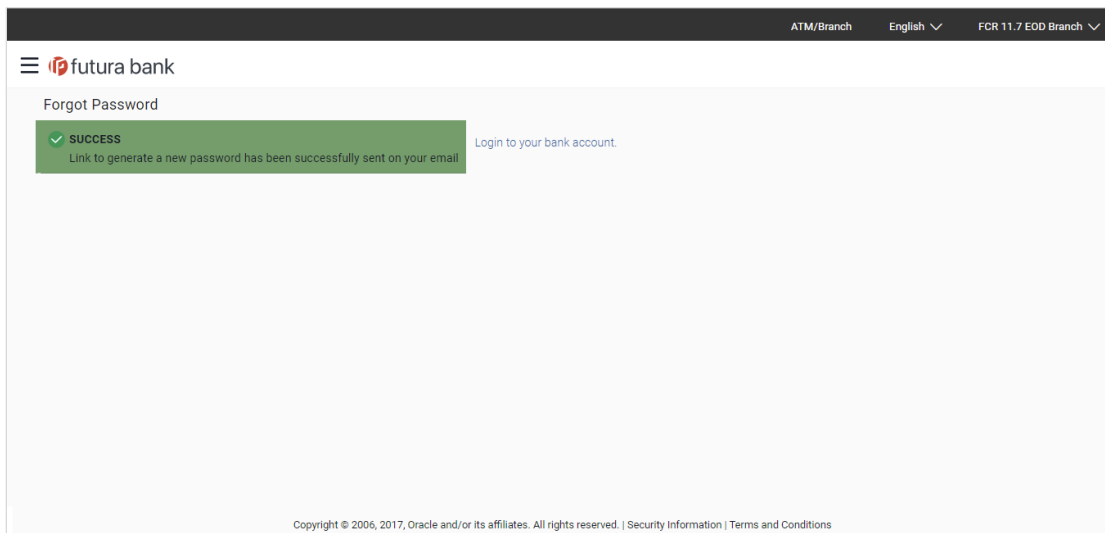 ATM/Branch English FCR 11.7 EOD Branch
futura bank
Forgot Password
SUCCESS
Link to generate a new password has been successfully sent on your email
Login to your bank account.
Copyright © 2006, 2017, Oracle and/or its affiliates. All rights reserved. | Security Information | Terms and Conditions